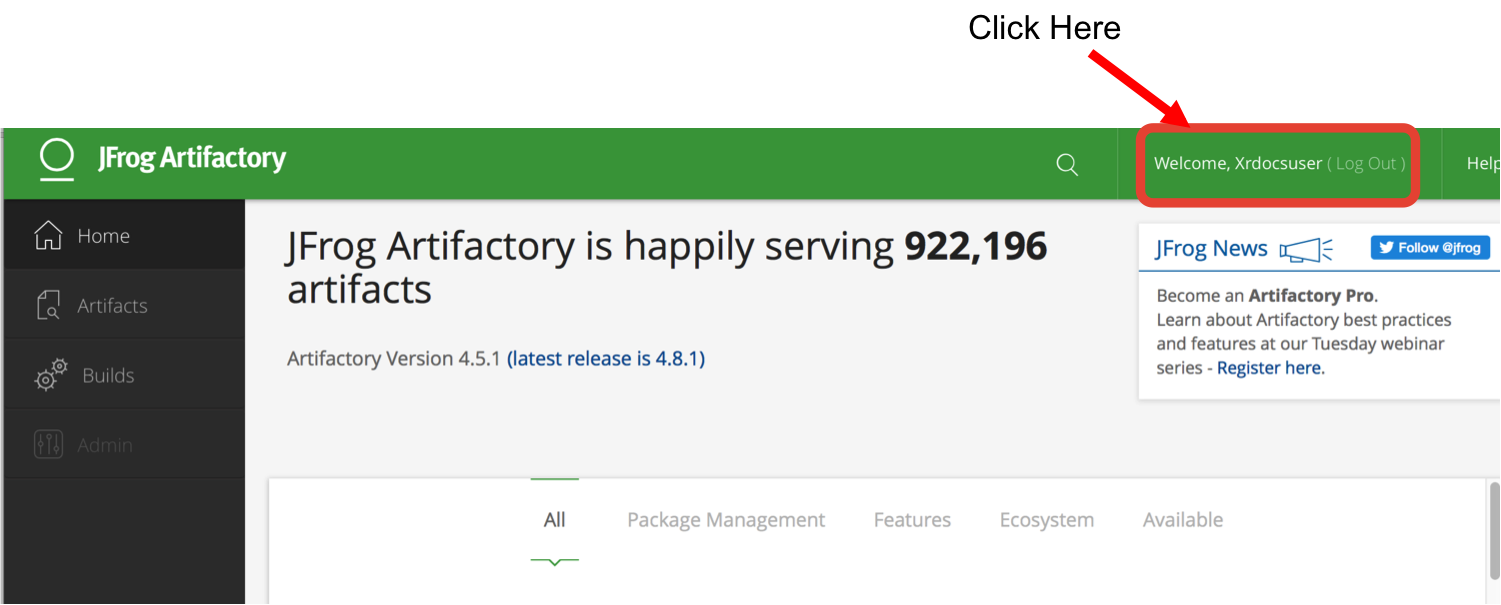 Click Here
JFrog Artifactory
Welcome, Xrdocsuser ( Log Out )
Help
Home
Artifacts
Builds
Admin
JFrog Artifactory is happily serving 922,196
artifacts
Artifactory Version 4.5.1 (latest release is 4.8.1)
JFrog News
Follow @jfrog
Become an Artifactory Pro.
Learn about Artifactory best practices
and features at our Tuesday webinar
series - Register here.
All Package Management Features Ecosystem Available